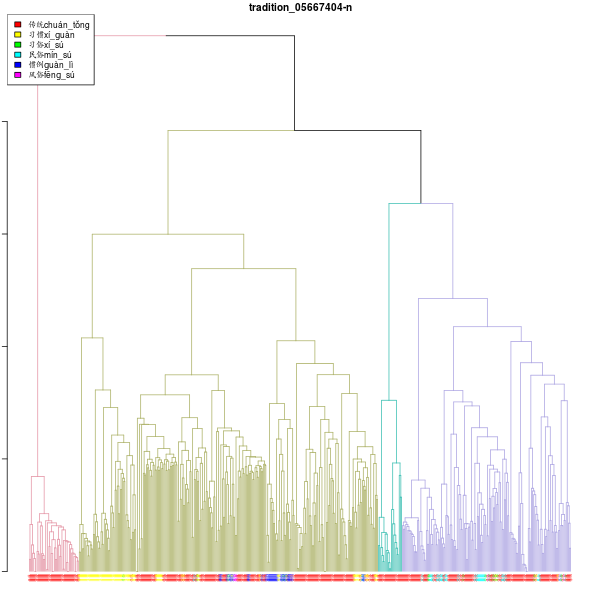 tradition_05667404-n
传统chuán_tǒng
习惯xí_guàn
习俗xí_sú
民俗mín_sú
惯例guàn_lì
风俗fēng_sú